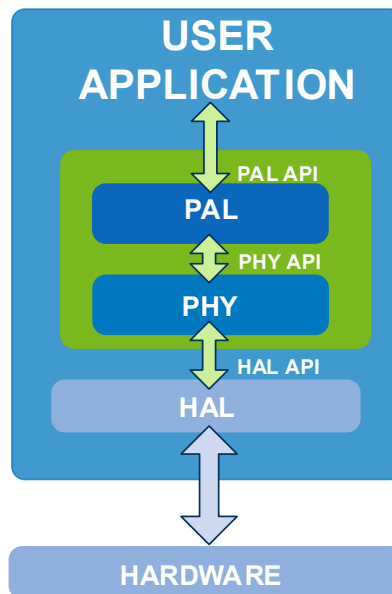 USER
APPLICATION
PAL API
PAL
PHY API
PHY
HAL API
HAL
HARDWARE